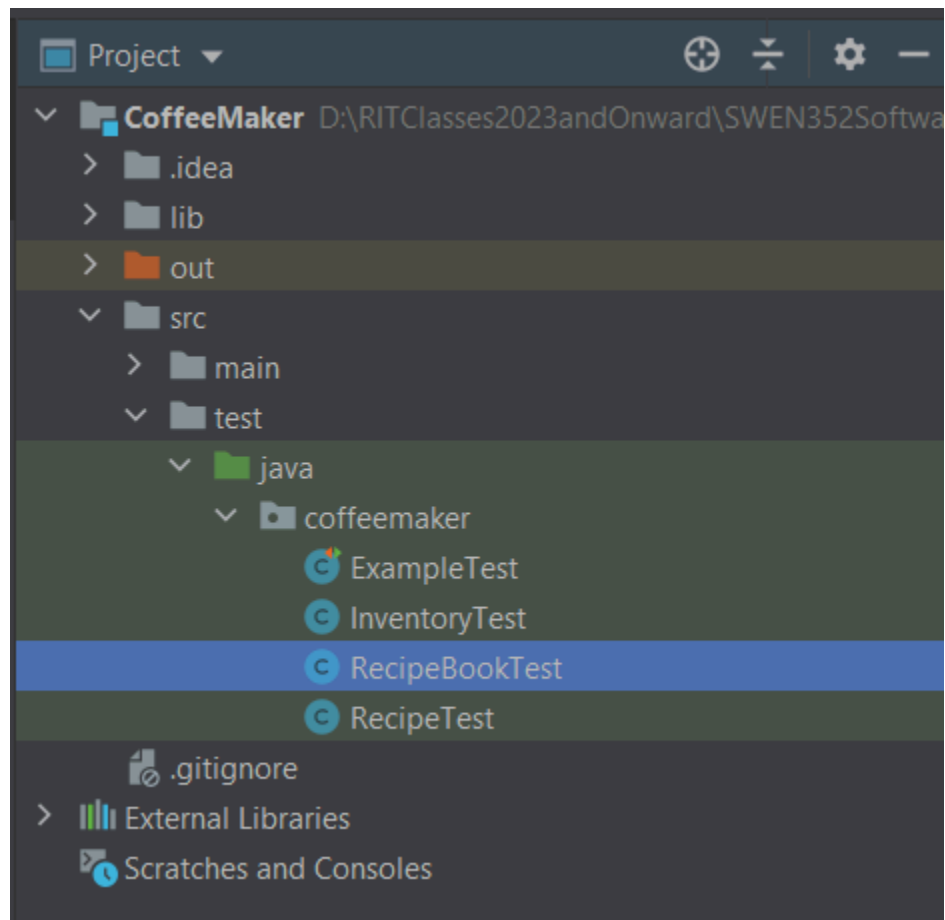 Project
CoffeeMaker D:\RITClasses2023andOnward\SWEN352Softwa
.idea
lib
out
src
main
test
java
coffeemaker
ExampleTest
InventoryTest
RecipeBookTest
RecipeTest
.gitignore
External Libraries
Scratches and Consoles